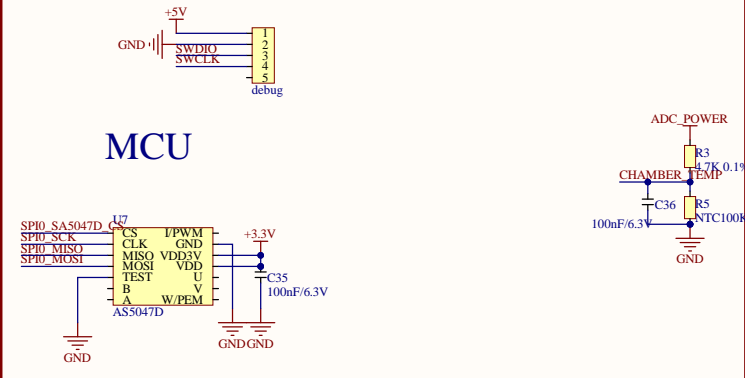 +5V
GND
SWDIO
SWCLK
1
2
3
4
5
debug
MCU
ADC_POWER
R3
4.7K 0.1%
CHAMBER_TEMP
C36
100nF/6.3V
R5
NTC100K
GND
U7
SPI0_SA5047D_CS
SPI0_SCK
SPI0_MISO
SPI0_MOSI
CS I/PWM
CLK GND
MISO VDD3V
MOSI VDD
TEST U
B V
A W/PEM
AS5047D
+3.3V
C35
100nF/6.3V
GND
GND
GND